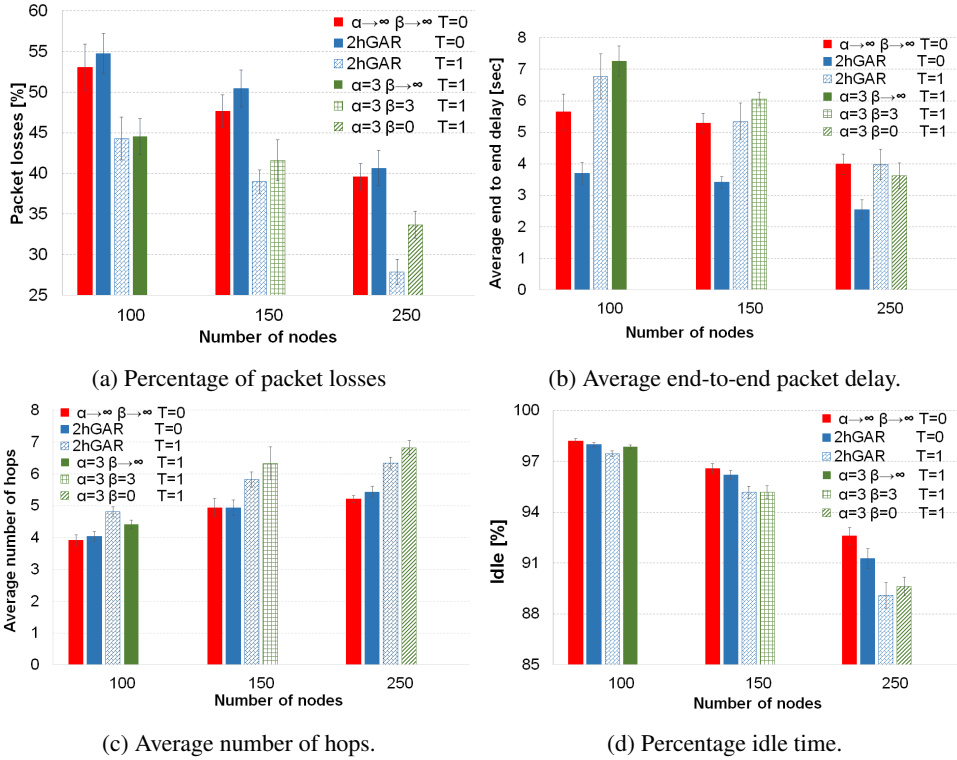 60
55
50
45
40
35
30
25
Packet losses [%]
α→∞ β→∞ T=0
2hGAR T=0
2hGAR T=1
α=3 β→∞ T=1
α=3 β=3 T=1
α=3 β=0 T=1
100 150 250
Number of nodes
(a) Percentage of packet losses
8
7
6
5
4
3
2
1
0
Average end to end delay [sec]
α→∞ β→∞ T=0
2hGAR T=0
2hGAR T=1
α=3 β→∞ T=1
α=3 β=3 T=1
α=3 β=0 T=1
100 150 250
Number of nodes
(b) Average end-to-end packet delay.
8
7
6
5
4
3
2
1
0
Average number of hops
α→∞ β→∞ T=0
2hGAR T=0
2hGAR T=1
α=3 β→∞ T=1
α=3 β=3 T=1
α=3 β=0 T=1
100 150 250
Number of nodes
(c) Average number of hops.
100
97
94
91
88
85
Idle [%]
α→∞ β→∞ T=0
2hGAR T=0
2hGAR T=1
α=3 β→∞ T=1
α=3 β=3 T=1
α=3 β=0 T=1
100 150 250
Number of nodes
(d) Percentage idle time.